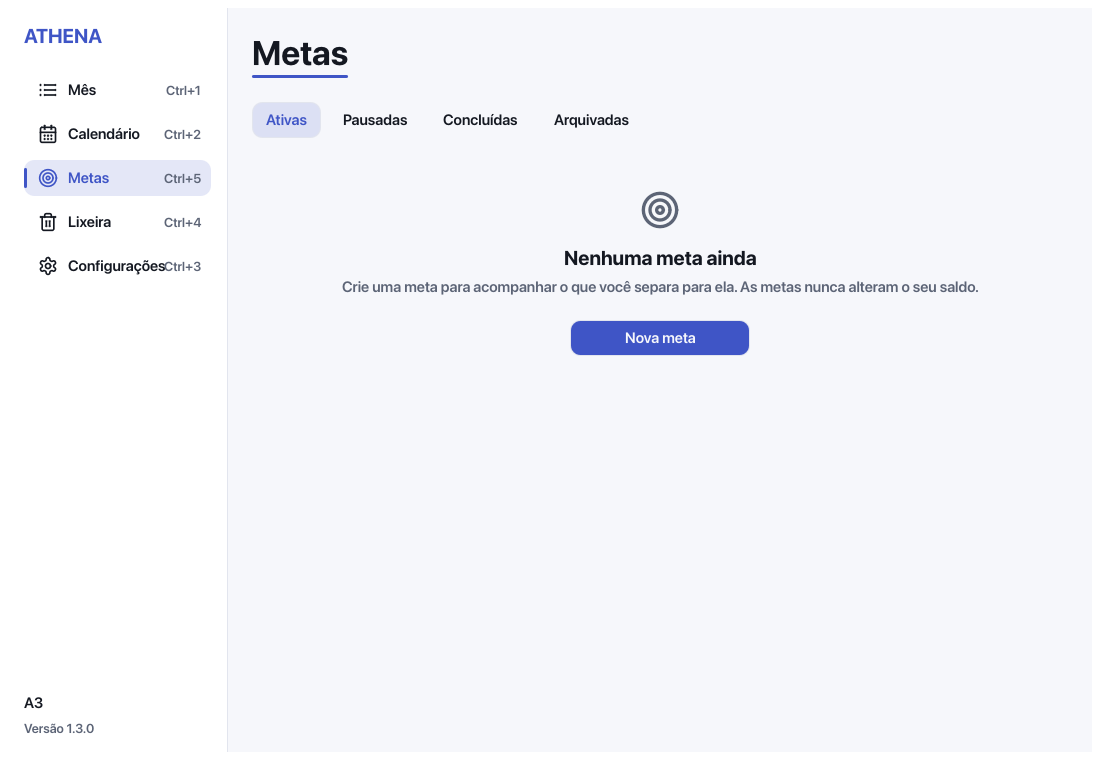 ATHENA
Mês Ctrl+1
Calendário Ctrl+2
Metas Ctrl+5
Lixeira Ctrl+4
Configurações Ctrl+3
A3
Versão 1.3.0
Metas
Ativas Pausadas Concluídas Arquivadas
Nenhuma meta ainda
Crie uma meta para acompanhar o que você separa para ela. As metas nunca alteram o seu saldo.
Nova meta